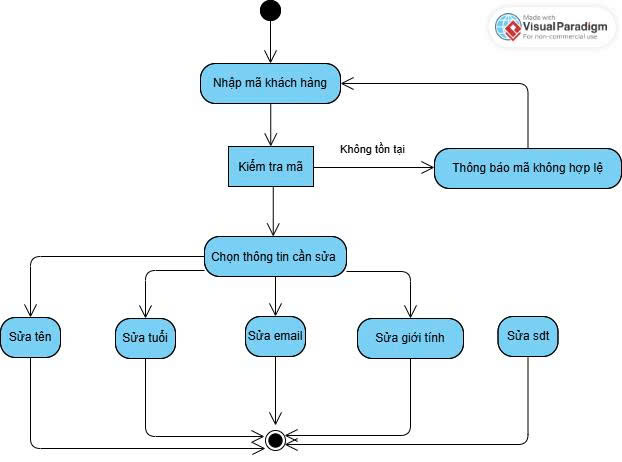 Made with
Visual Paradigm
For non-commercial use
Nhập mã khách hàng
Kiểm tra mã
Không tồn tại
Thông báo mã không hợp lệ
Chọn thông tin cần sửa
Sửa tên
Sửa tuổi
Sửa email
Sửa giới tính
Sửa sdt